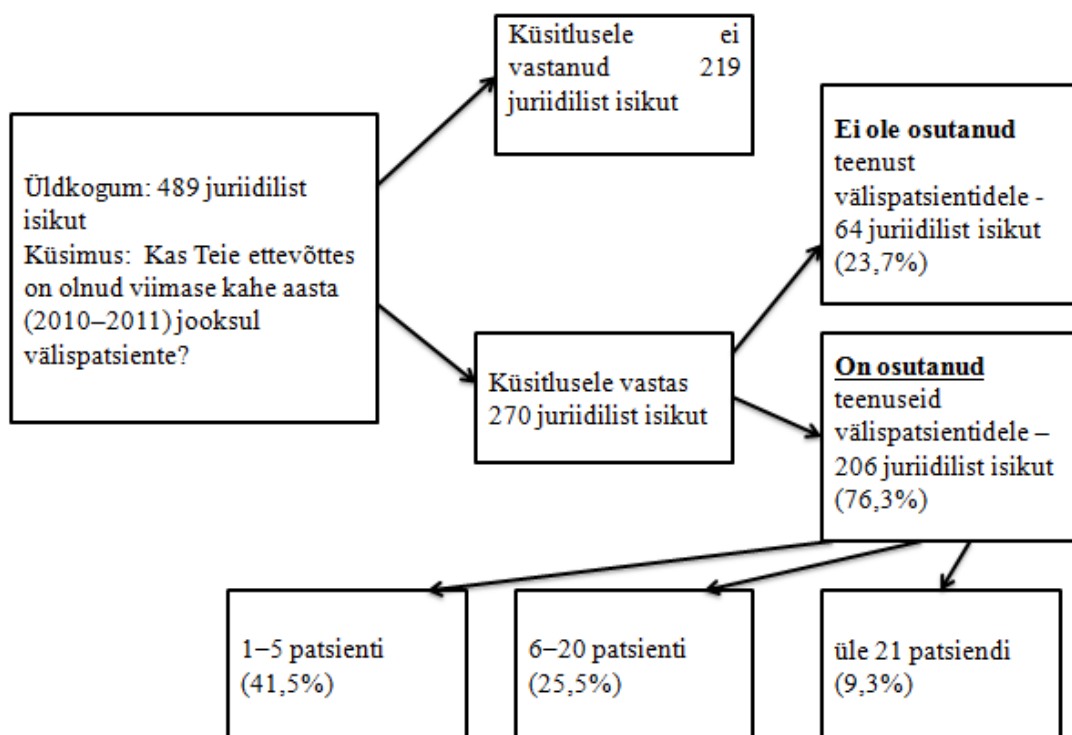 Küsitlusele ei
vastanud 219
juriidilist isikut
Üldkogum: 489 juriidilist
isikut
Küsimus: Kas Teie ettevõttes
on olnud viimase kahe aasta
(2010–2011) jooksul
välispatsiente?
Ei ole osutanud
teenust
välispatsientidele -
64 juriidilist isikut
(23,7%)
Küsitlusele vastas
270 juriidilist isikut
On osutanud
teenuseid
välispatsientidele –
206 juriidilist isikut
(76,3%)
1–5 patsienti
(41,5%)
6–20 patsienti
(25,5%)
üle 21 patsiendi
(9,3%)